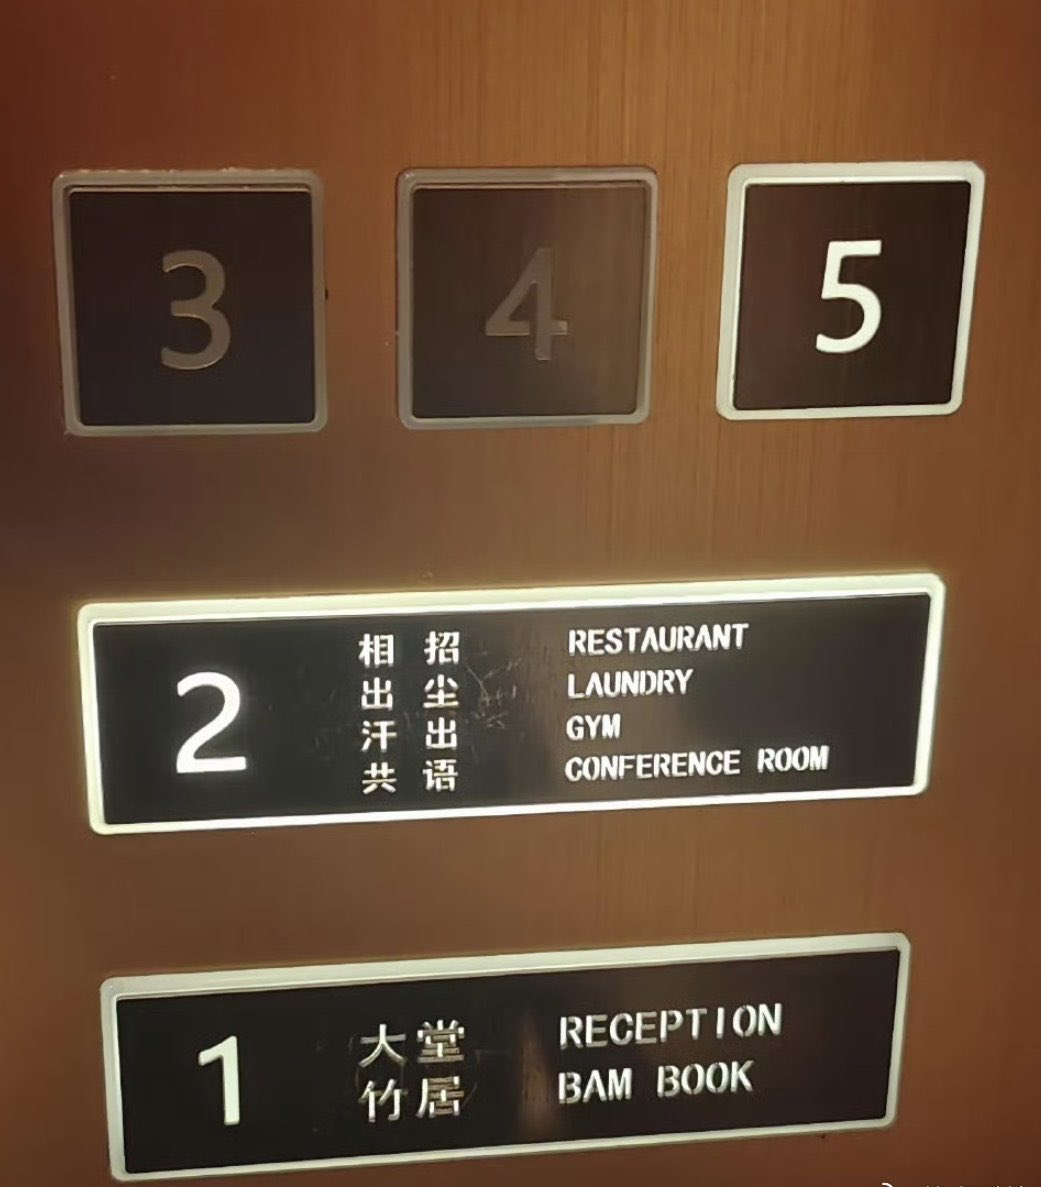 3 4 5
2
相招 RESTAURANT
出尘 LAUNDRY
汗出 GYM
共语 CONFERENCE ROOM
1
大堂 RECEPTION
竹居 BAM BOOK